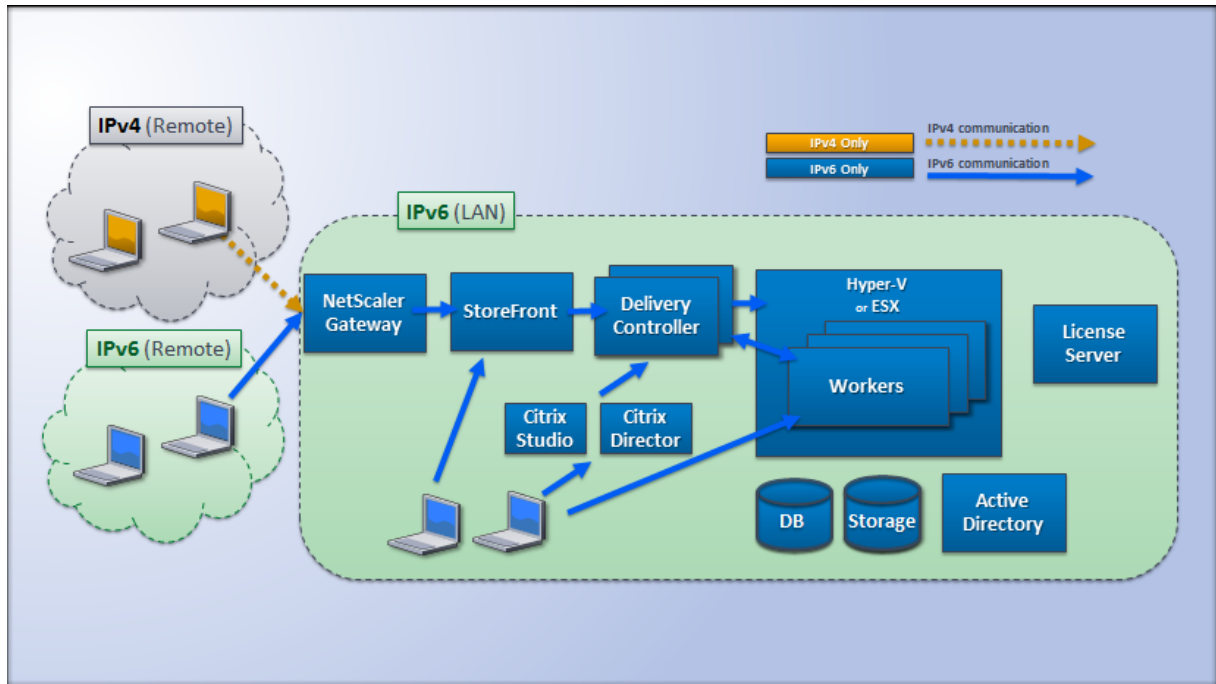 IPv4 (Remote)
IPv4 communication
IPv4 Only
IPv6 communication
IPv6 Only
IPv6 (LAN)
NetScaler
Gateway
StoreFront
Delivery
Controller
Hyper-V
or ESX
Workers
License
Server
IPv6 (Remote)
Citrix
Studio
Citrix
Director
DB
Storage
Active
Directory